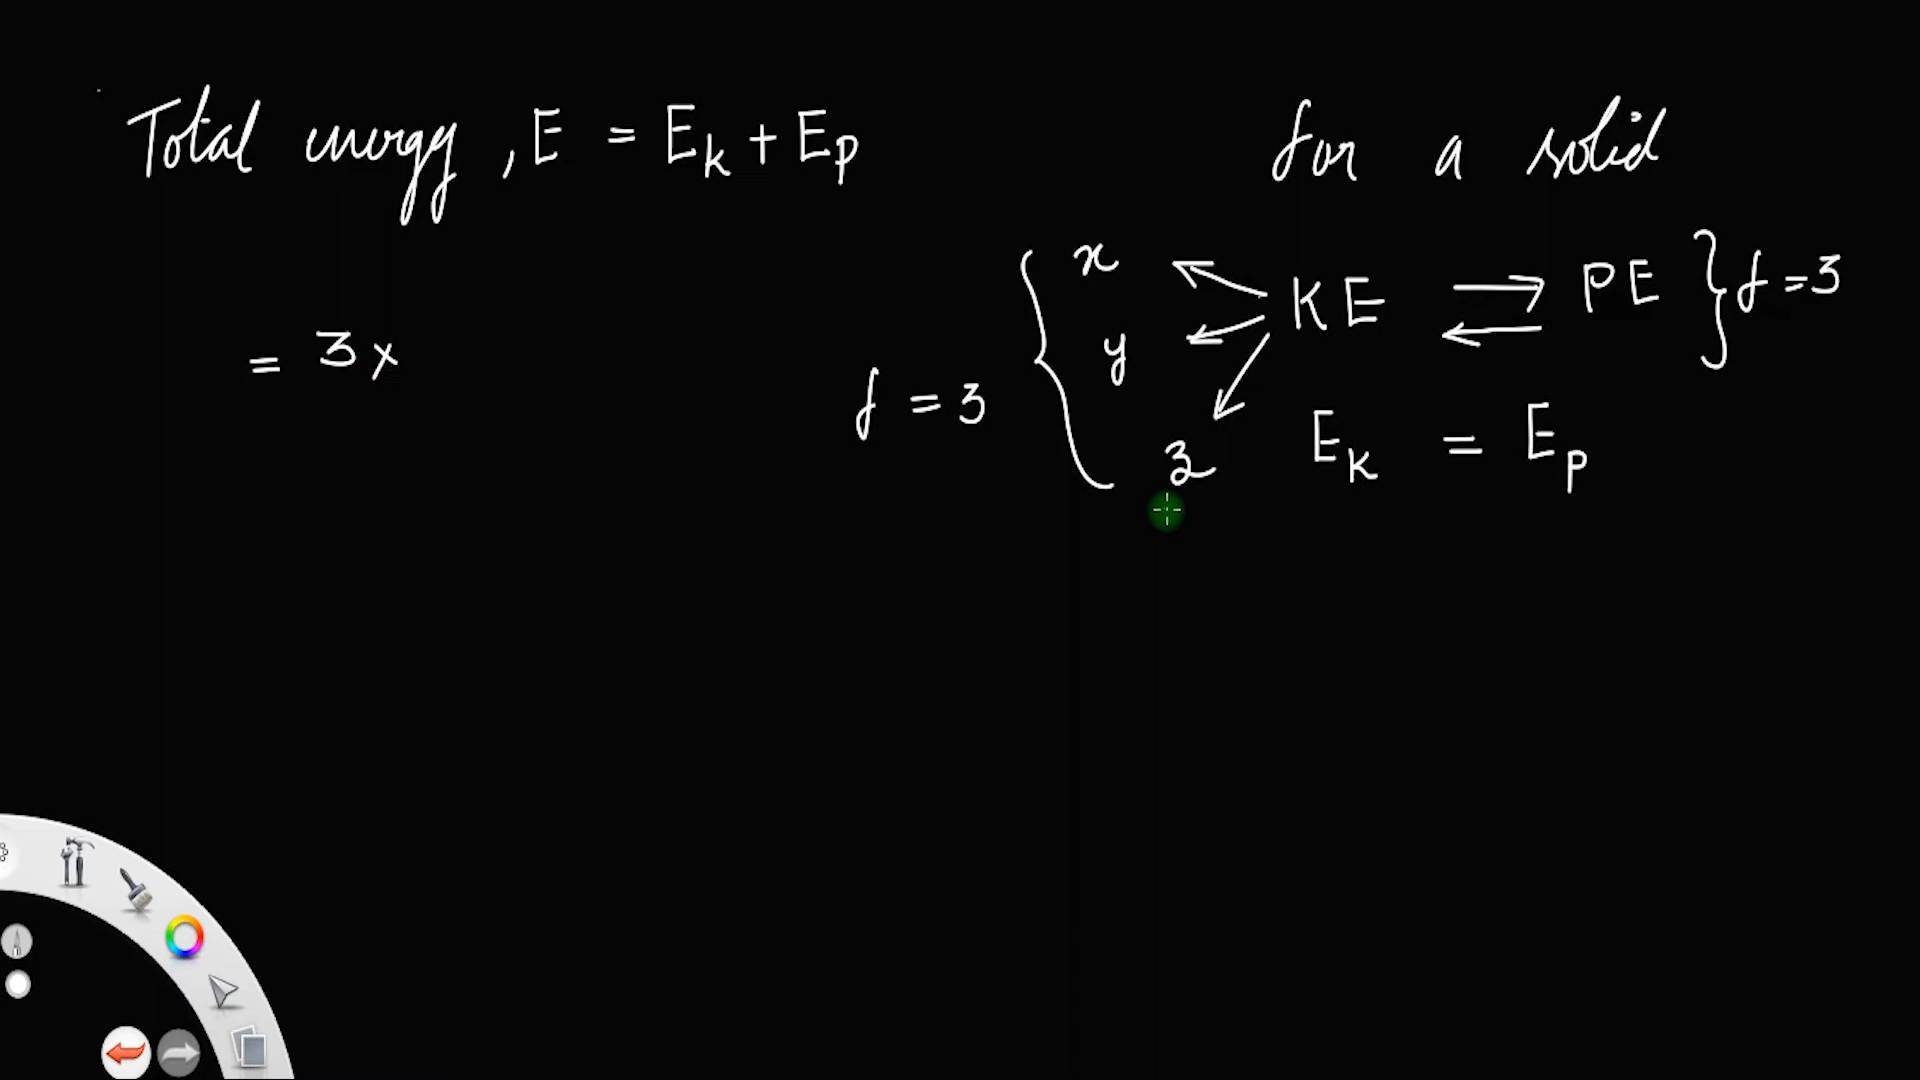 Total energy , E = Ek + Ep
= 3 x
for a solid
x
y
z
KE ⇌ PE } f = 3
f = 3 {
Ek = Ep